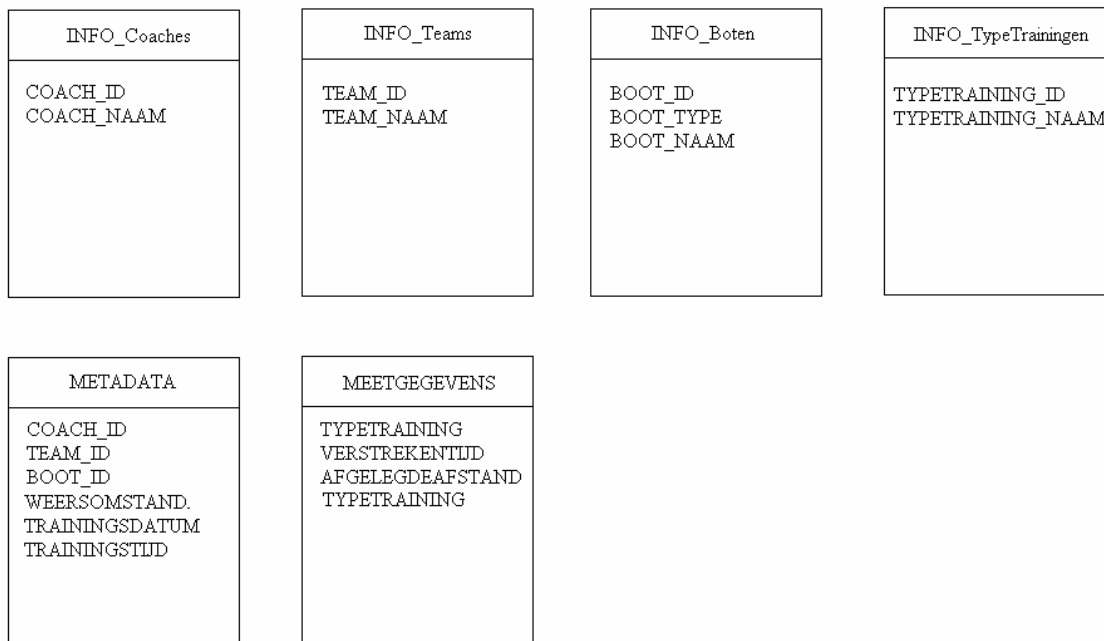 INFO_Coaches
COACH_ID
COACH_NAAM
INFO_Teams
TEAM_ID
TEAM_NAAM
INFO_Boten
BOOT_ID
BOOT_TYPE
BOOT_NAAM
INFO_TypeTrainingen
TYPETRAINING_ID
TYPETRAINING_NAAM
METADATA
COACH_ID
TEAM_ID
BOOT_ID
WEERSOMSTAND.
TRAININGSDATUM
TRAININGSTIJD
MEETGEGEVENS
TYPETRAINING
VERSTREKENTIJD
AFGELEGDEAFSTAND
TYPETRAINING